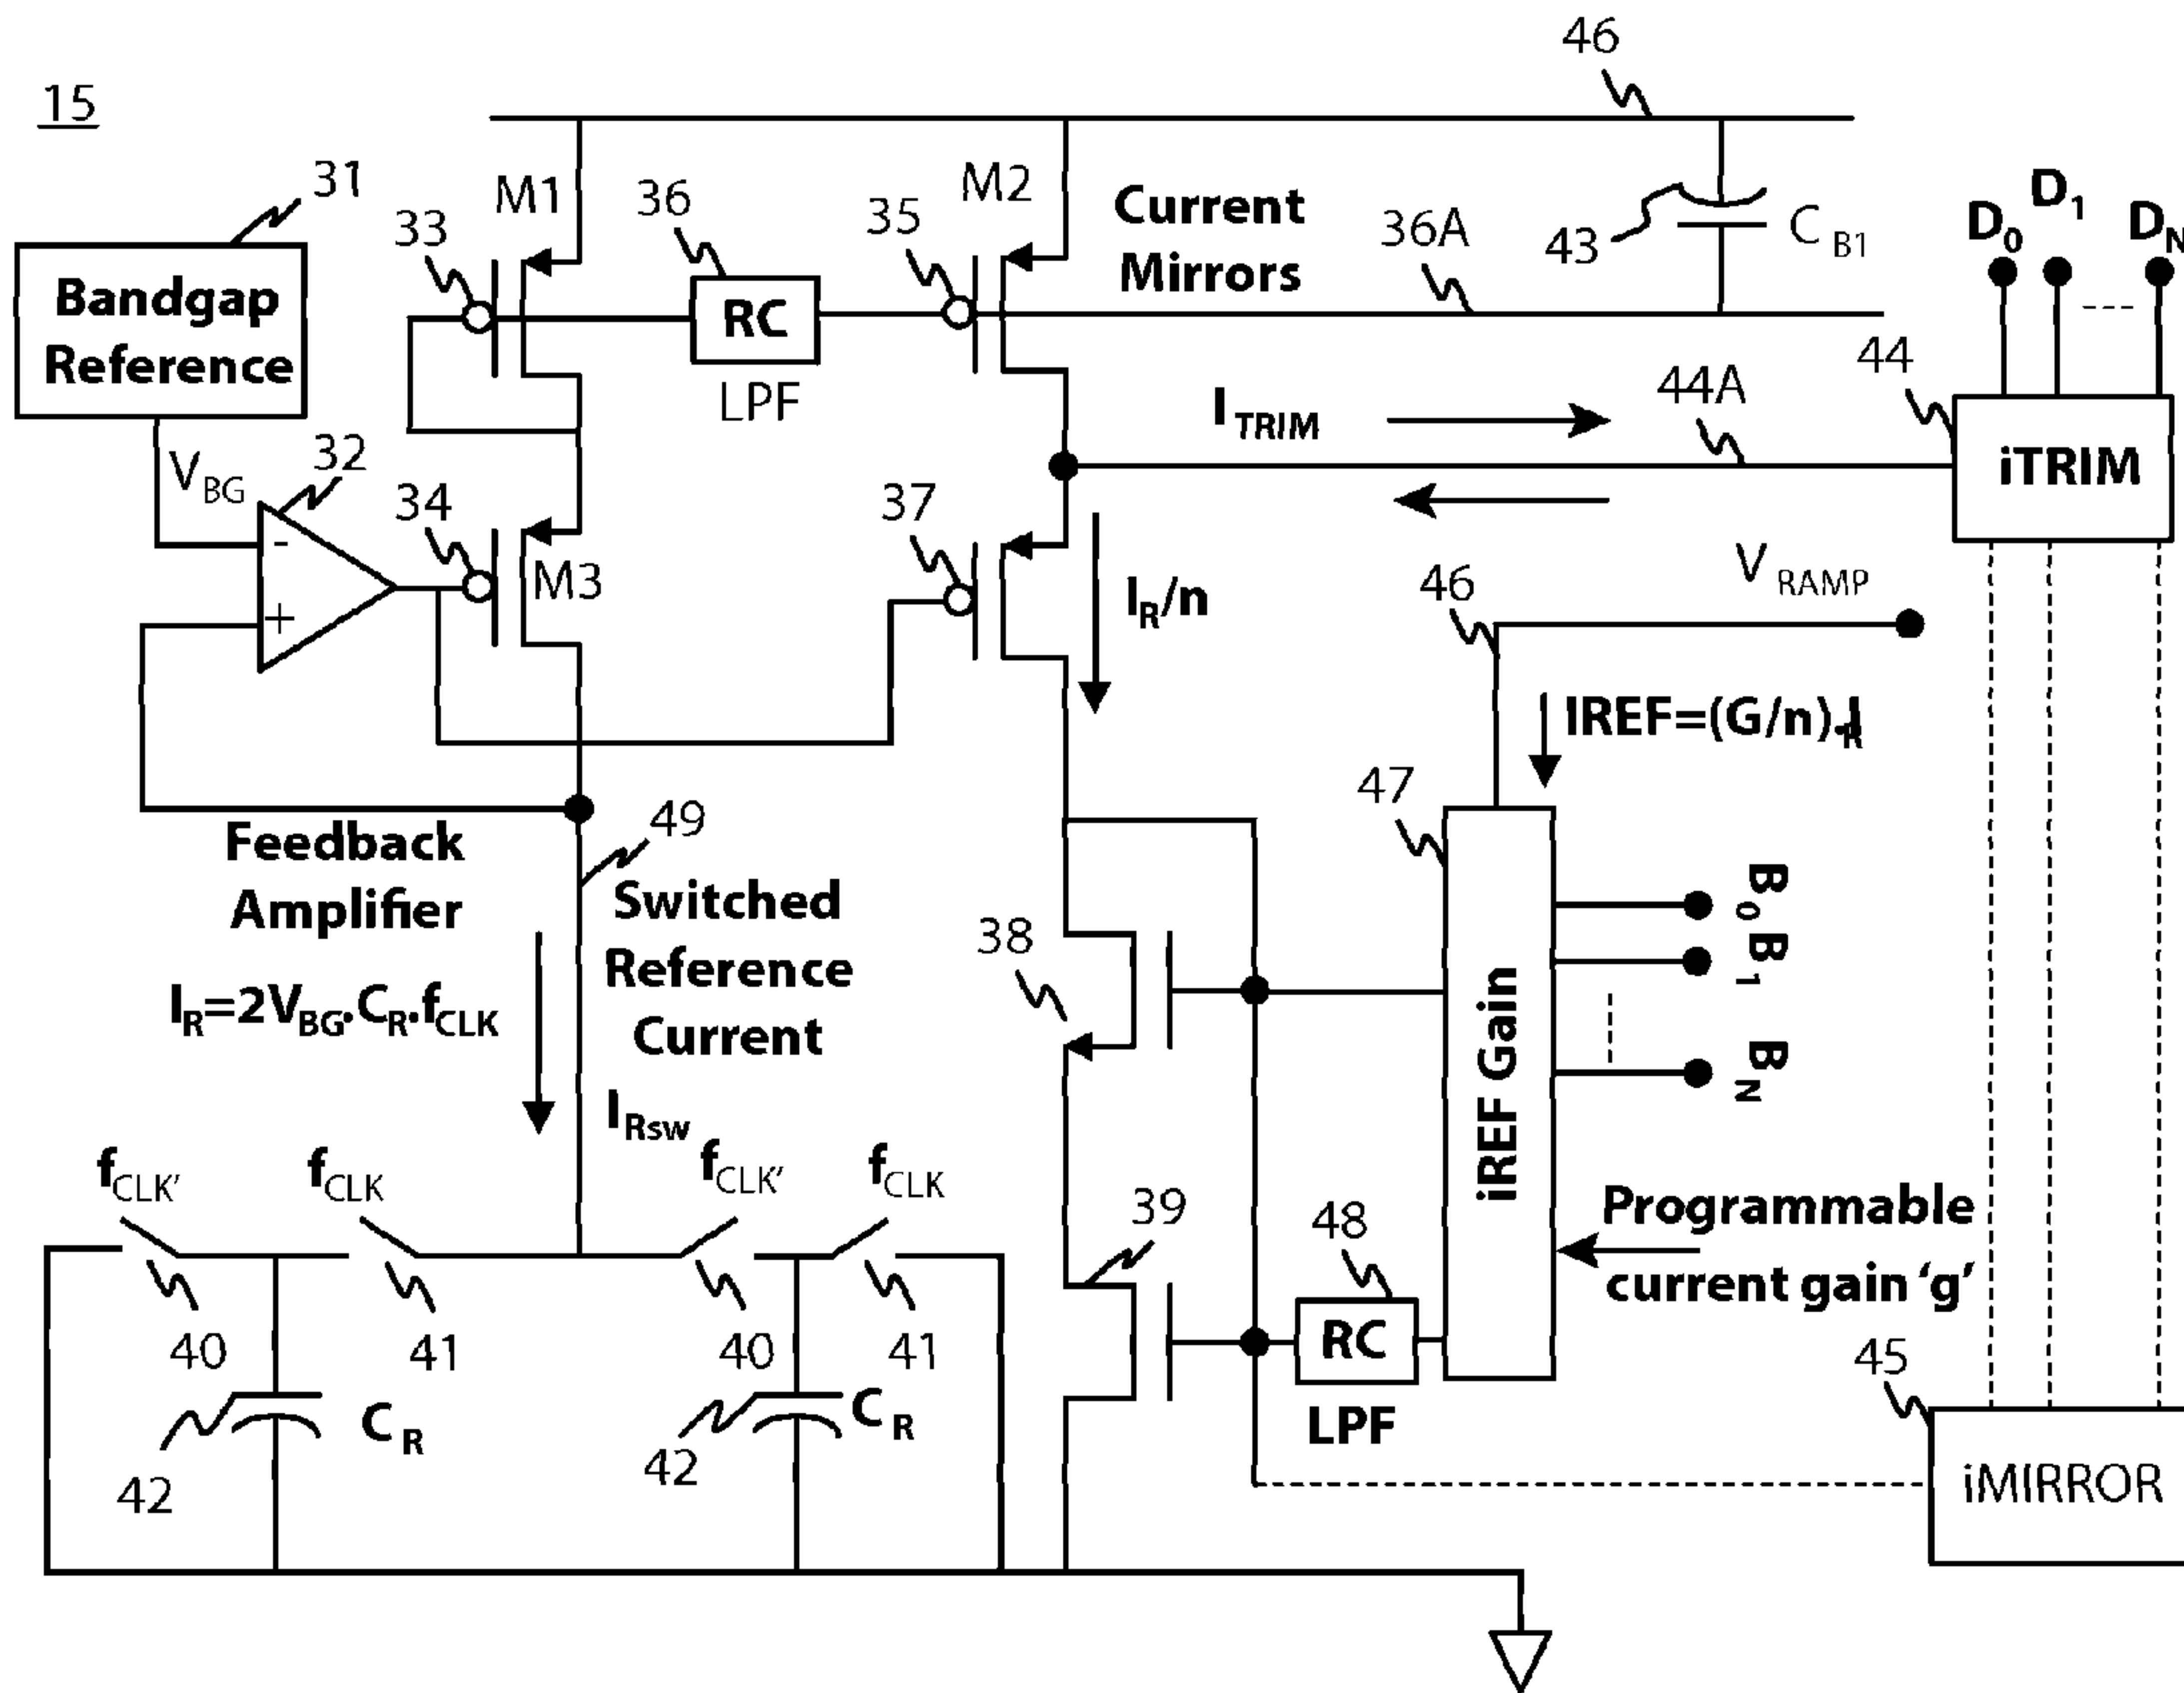 46
15
31
M1
36
M2
35
Current
Mirrors
36A
43
C B1
D0
D1
DN
33
Bandgap
Reference
RC
LPF
44
44A
I TRIM
iTRIM
VBG
32
34
M3
37
IR/n
46
V RAMP
-
+
IREF=(G/n).IR
47
Feedback
Amplifier
49
Switched
Reference
Current
IR=2VBG.CR.fCLK
IRsw
38
iREF Gain
B0
B1
BN
fCLK'
fCLK
fCLK'
fCLK
39
48
Programmable
current gain 'g'
40
41
40
41
RC
LPF
45
CR
CR
42
42
iMIRROR